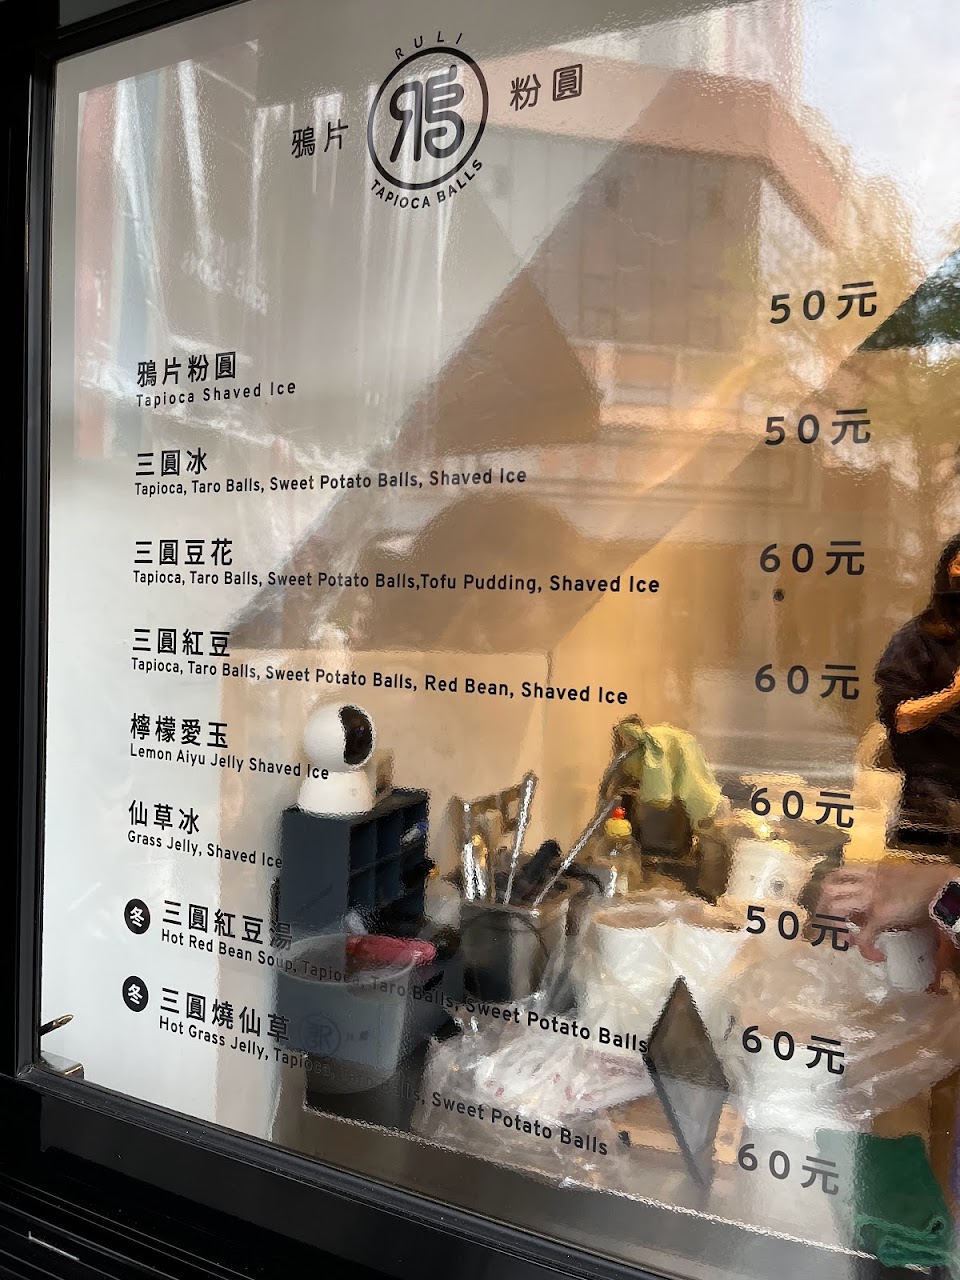 RULI
鴉片
鴉
粉圓
TAPIOCA BALLS
鴉片粉圓
Tapioca Shaved Ice
50元
三圓冰
Tapioca, Taro Balls, Sweet Potato Balls, Shaved Ice
50元
三圓豆花
Tapioca, Taro Balls, Sweet Potato Balls,Tofu Pudding, Shaved Ice
60元
三圓紅豆
Tapioca, Taro Balls, Sweet Potato Balls, Red Bean, Shaved Ice
60元
檸檬愛玉
Lemon Aiyu Jelly Shaved Ice
60元
仙草冰
Grass Jelly, Shaved Ice
50元
冬 三圓紅豆湯
Hot Red Bean Soup, Tapioca, Taro Balls, Sweet Potato Balls
60元
冬 三圓燒仙草
Hot Grass Jelly, Tapioca, Taro Balls, Sweet Potato Balls
60元